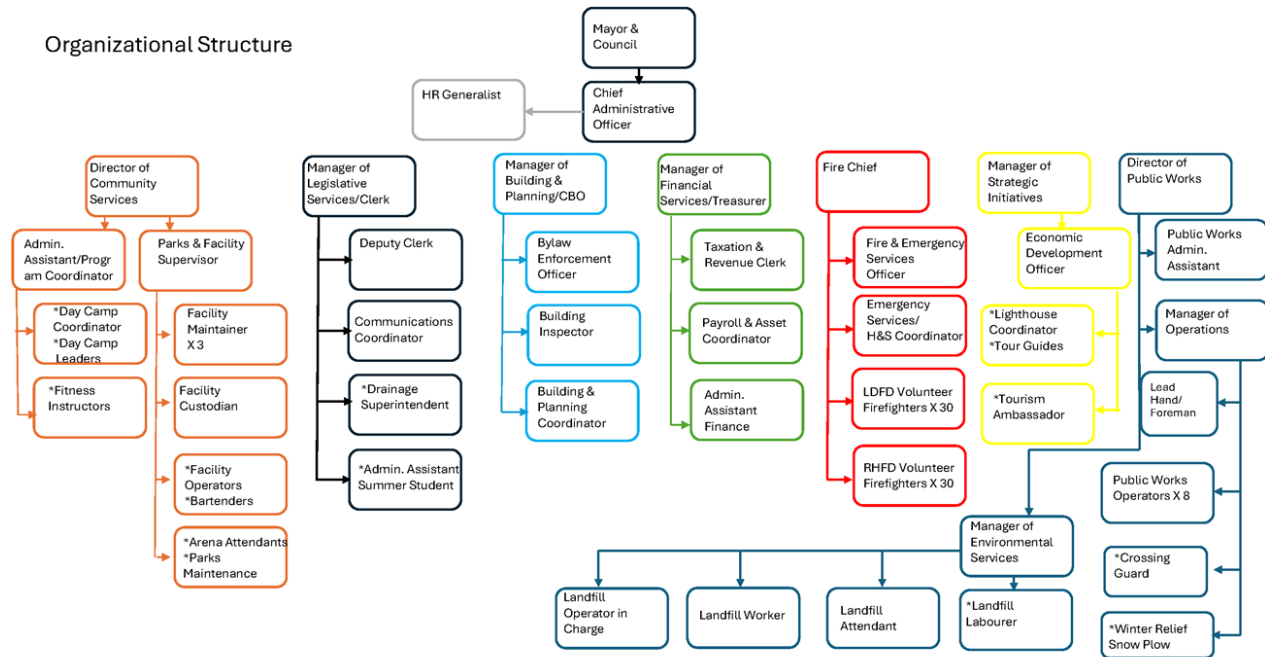 Organizational Structure
Mayor &
Council
HR Generalist
Chief
Administrative
Officer
Director of
Community
Services
Manager of
Legislative
Services/Clerk
Manager of
Building &
Planning/CBO
Manager of
Financial
Services/Treasurer
Fire Chief
Manager of
Strategic
Initiatives
Director of
Public Works
Admin.
Assistant/Progr
am Coordinator
Parks & Facility
Supervisor
*Day Camp
Coordinator
*Day Camp
Leaders
*Fitness
Instructors
Facility
Maintainer
X 3
Facility
Custodian
*Facility
Operators
*Bartenders
*Arena Attendants
*Parks
Maintenance
Deputy Clerk
Communications
Coordinator
*Drainage
Superintendent
*Admin. Assistant
Summer Student
Bylaw
Enforcement
Officer
Building
Inspector
Building &
Planning
Coordinator
Taxation &
Revenue Clerk
Payroll & Asset
Coordinator
Admin.
Assistant
Finance
Fire & Emergency
Services
Officer
Emergency
Services/
H&S Coordinator
LDFD Volunteer
Firefighters X 30
RHFD Volunteer
Firefighters X 30
Economic
Development
Officer
*Lighthouse
Coordinator
*Tour Guides
*Tourism
Ambassador
Public Works
Admin.
Assistant
Manager of
Operations
Lead
Hand/
Foreman
Public Works
Operators X 8
*Crossing
Guard
*Winter Relief
Snow Plow
Manager of
Environmental
Services
Landfill
Operator in
Charge
Landfill Worker
Landfill
Attendant
*Landfill
Labourer